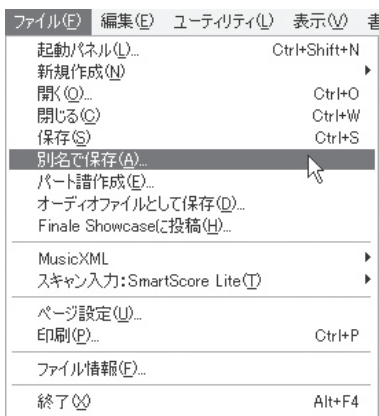 ファイル(F) 編集(E) ユーティリティ(L) 表示(V) 書
起動パネル(L)... Ctrl+Shift+N
新規作成(N)
開く(O)... Ctrl+O
閉じる(C) Ctrl+W
保存(S) Ctrl+S
別名で保存(A)...
パート譜作成(E)...
オーディオファイルとして保存(D)...
Finale Showcaseに投稿(H)...
MusicXML
スキャン入力:SmartScore Lite(T)
ページ設定(U)...
印刷(P)... Ctrl+P
ファイル情報(F)...
終了(X) Alt+F4